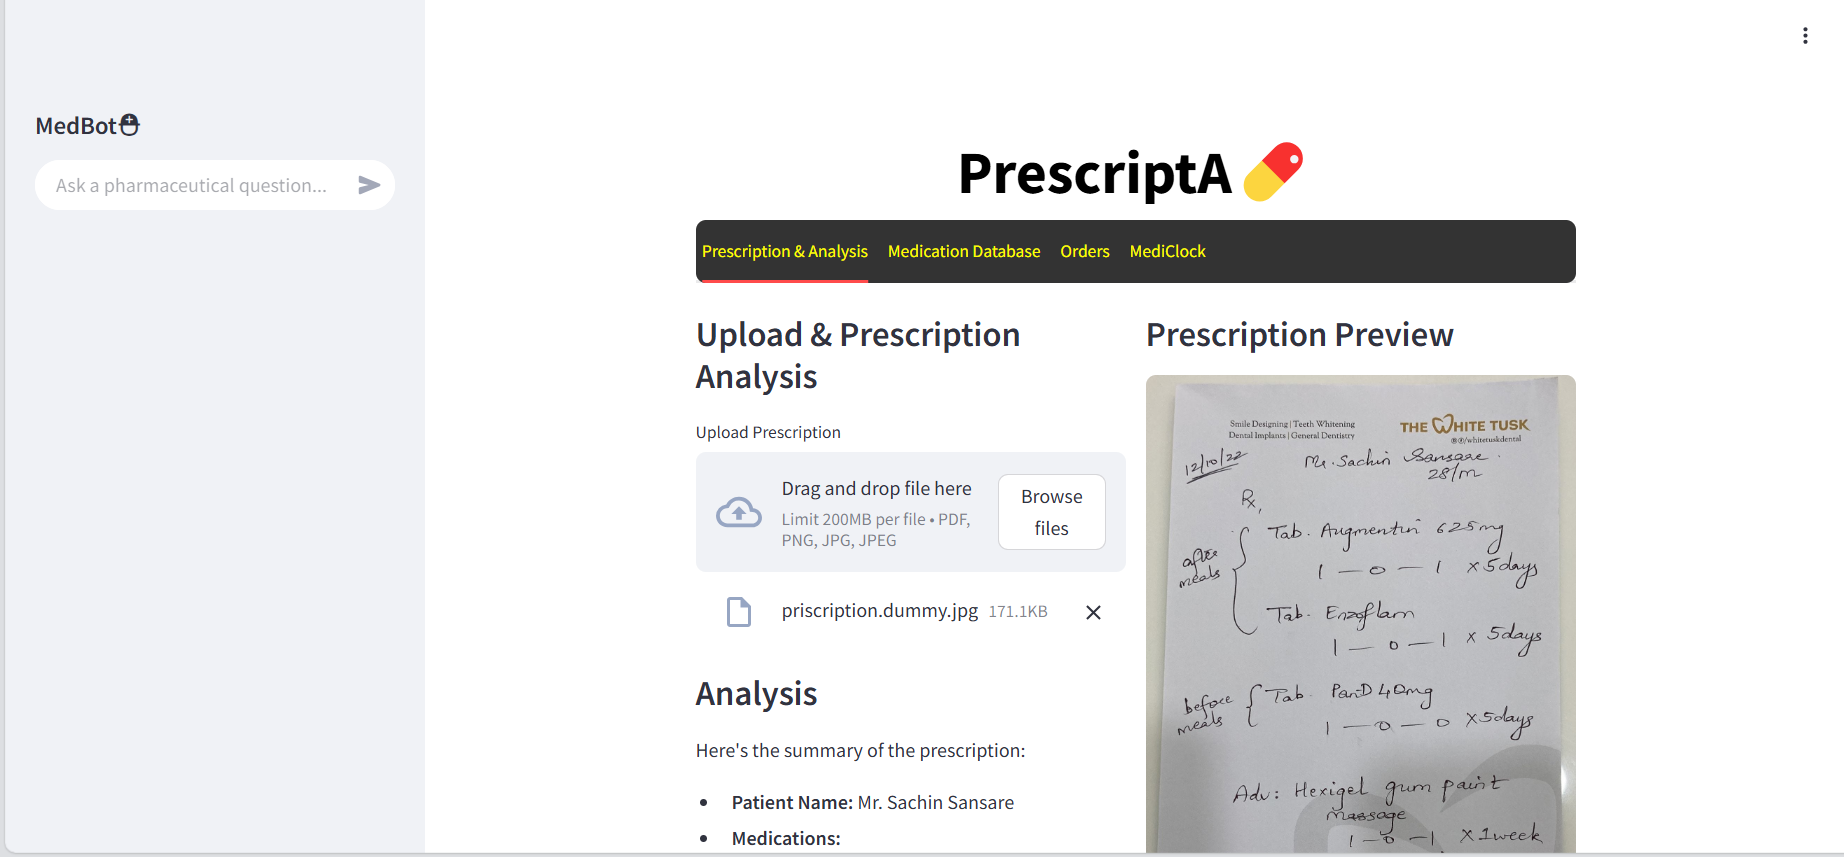 MedBot
Ask a pharmaceutical question...
PrescriptA
Prescription & Analysis Medication Database Orders MediClock
Upload & Prescription
Analysis
Upload Prescription
Drag and drop file here
Limit 200MB per file • PDF,
PNG, JPG, JPEG
Browse
files
priscription.dummy.jpg 171.1KB
Analysis
Here's the summary of the prescription:
• Patient Name: Mr. Sachin Sansare
• Medications:
Prescription Preview
Smile Designing | Teeth Whitening
Dental Implants | General Dentistry
THE WHITE TUSK
/whitetuskdental
12/10/22
Mr. Sachin Sansare
28/M
Rx,
after
meals
Tab. Augmentin 625mg
1 — 0 — 1 x 5days
Tab. Enzoflam
1 — 0 — 1 x 5days
before
meals
Tab. PanD 40mg
1 — 0 — 0 x 5days
Adv: Hexigel gum paint
massage
1 — 0 — 1 x 1week